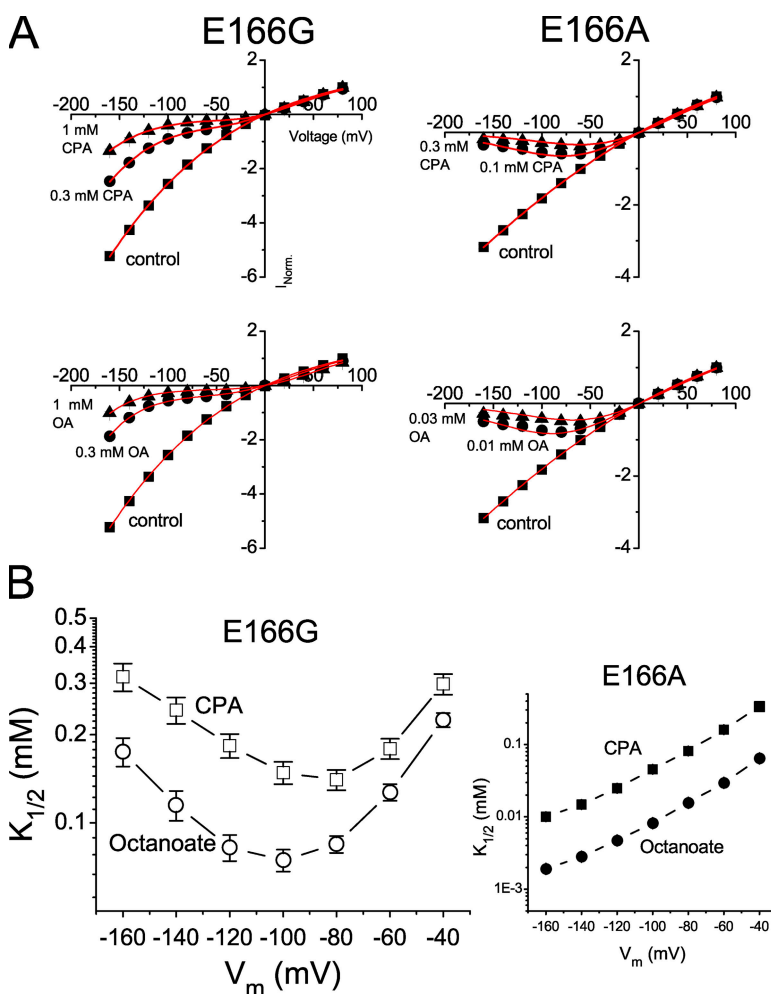 A
E166G
E166A
2
-200 -150 -100 -50 50 100
Voltage (mV)
1 mM
CPA
0.3 mM CPA
control
-2
-4
-6
I Norm.
2
-200 -150 -100 -50 50 100
0.3 mM
CPA
0.1 mM CPA
control
-2
-4
2
-200 -150 -100 -50 50 100
1 mM
OA
0.3 mM OA
control
-2
-4
-6
2
-200 -150 -100 -50 50 100
0.03 mM
OA
0.01 mM OA
control
-2
-4
B
E166G
0.5
0.4
0.3
0.2
0.1
K1/2 (mM)
CPA
Octanoate
-160 -140 -120 -100 -80 -60 -40
Vm (mV)
E166A
0.1
0.01
1E-3
K1/2 (mM)
CPA
Octanoate
-160 -140 -120 -100 -80 -60 -40
Vm (mV)